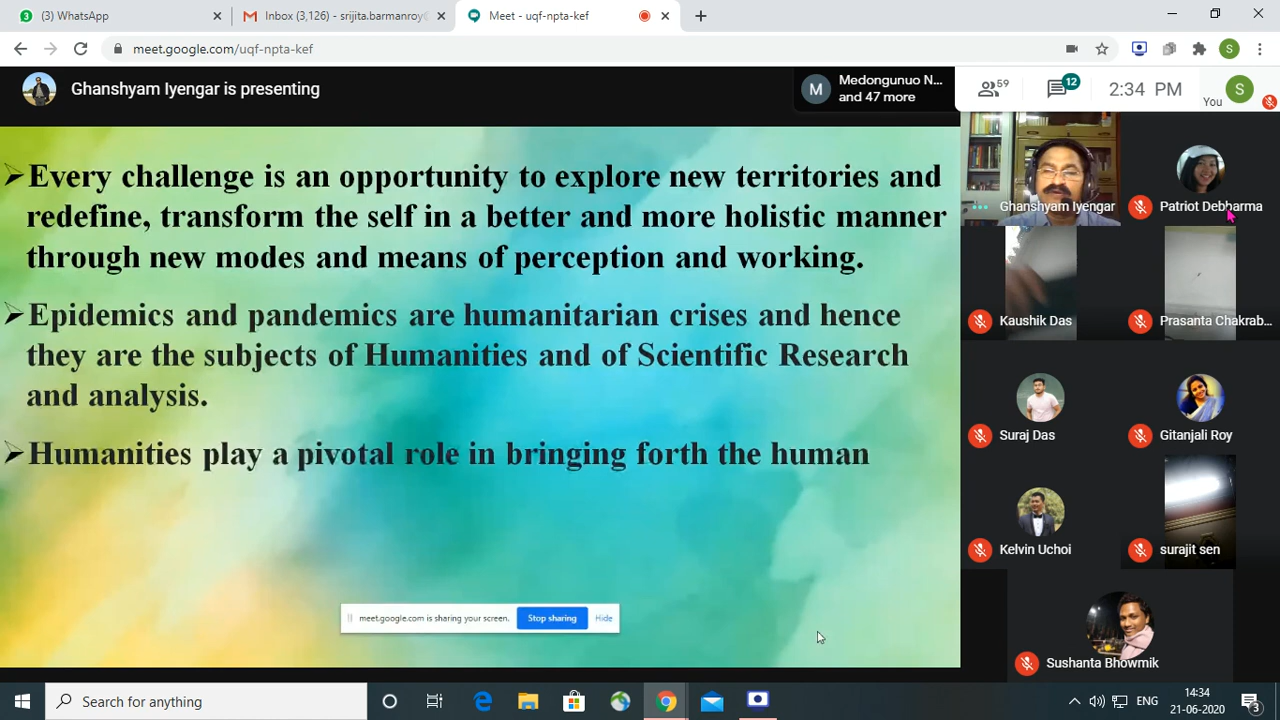 (3) WhatsApp
Inbox (3,126) - srijita.barmanroy@
Meet - uqf-npta-kef
meet.google.com/uqf-npta-kef
S
Ghanshyam Iyengar is presenting
M
Medongunuo N...
and 47 more
59
12
2:34 PM
You
S
Every challenge is an opportunity to explore new territories and
redefine, transform the self in a better and more holistic manner
through new modes and means of perception and working.
Epidemics and pandemics are humanitarian crises and hence
they are the subjects of Humanities and of Scientific Research
and analysis.
Humanities play a pivotal role in bringing forth the human
meet.google.com is sharing your screen.
Stop sharing
Hide
Ghanshyam Iyengar
Patriot Debbarma
Kaushik Das
Prasanta Chakrab...
Suraj Das
Gitanjali Roy
Kelvin Uchoi
surajit sen
Sushanta Bhowmik
Search for anything
ENG
14:34
21-06-2020
3